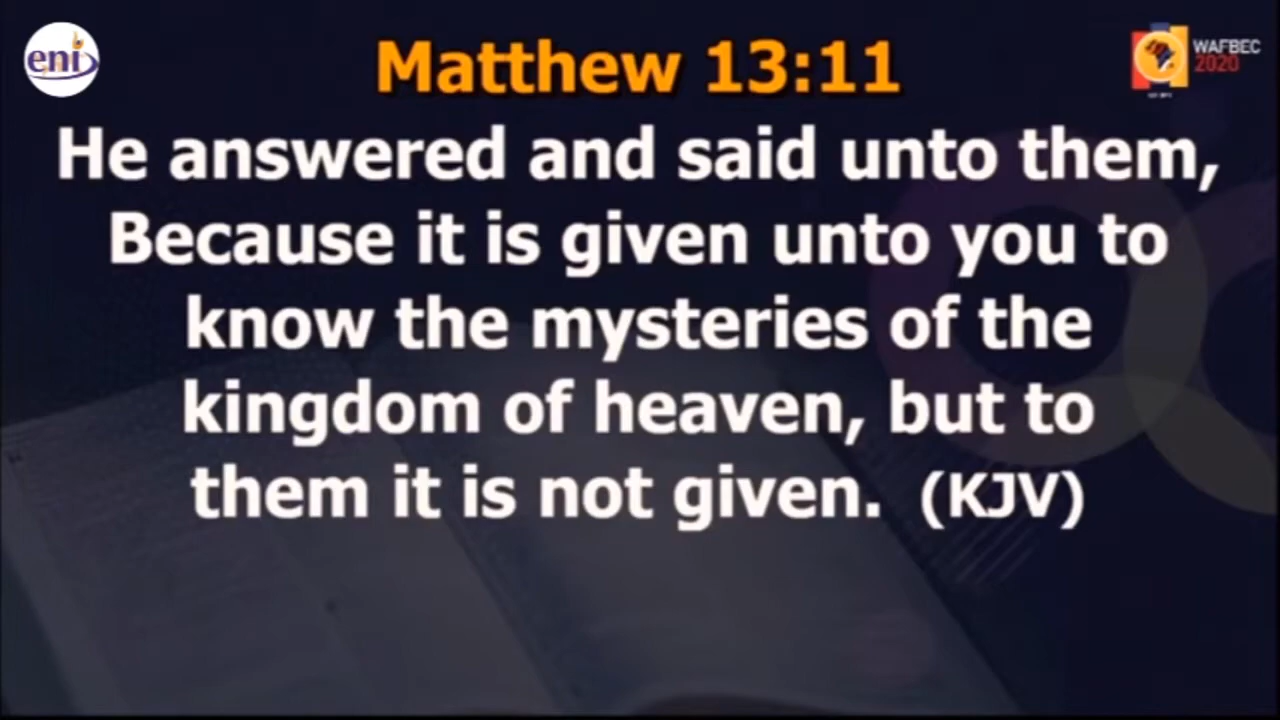 eni
WAFBEC
2020
Matthew 13:11
He answered and said unto them,
Because it is given unto you to
know the mysteries of the
kingdom of heaven, but to
them it is not given. (KJV)